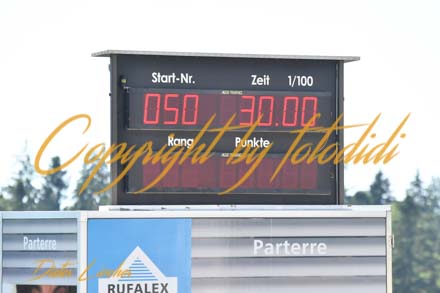 Start-Nr. Zeit 1/100
050 30.00
Rang Punkte
Copyright by fotodidi
Parterre Parterre
RUFALEX